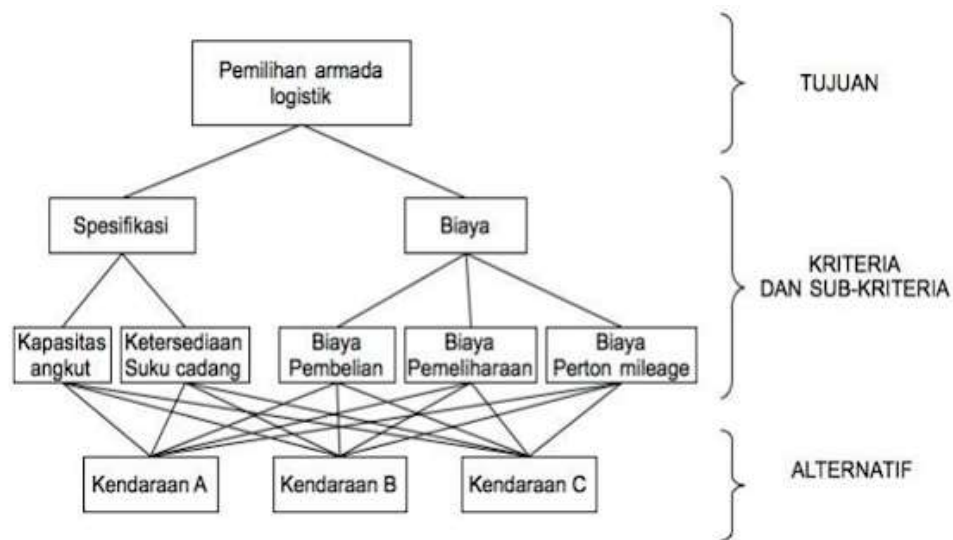 Pemilihan armada
logistik
TUJUAN
Spesifikasi
Biaya
KRITERIA
DAN SUB-KRITERIA
Kapasitas
angkut
Ketersediaan
Suku cadang
Biaya
Pembelian
Biaya
Pemeliharaan
Biaya
Perton mileage
Kendaraan A
Kendaraan B
Kendaraan C
ALTERNATIF